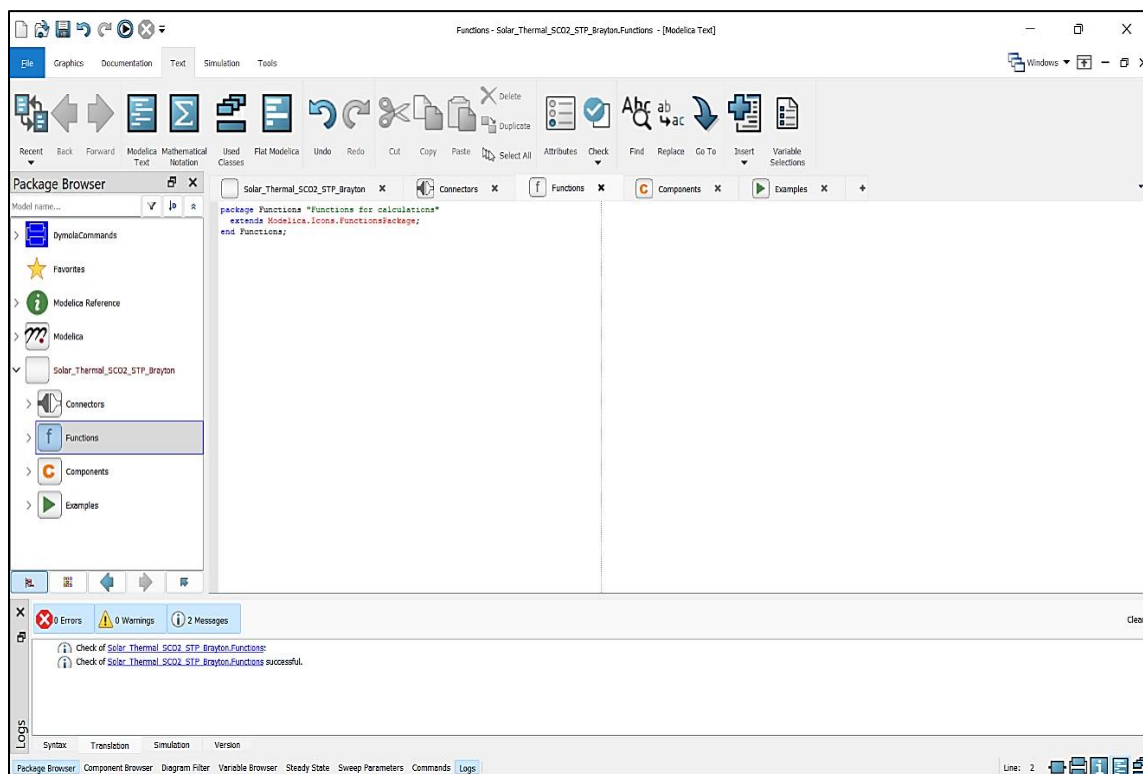 Functions - Solar_Thermal_SCO2_STP_Brayton.Functions - [Modelica Text]
File Graphics Documentation Text Simulation Tools
Windows
Delete
Duplicate
Select All
Recent Back Forward Modelica Text Mathematical Notation Used Classes Flat Modelica Undo Redo Cut Copy Paste Attributes Check Find Replace Go To Insert Variable Selections
Abc ab ac
Package Browser
Solar_Thermal_SCO2_STP_Brayton Connectors f Functions C Components Examples +
Model name...
package Functions "Functions for calculations"
extends Modelica.Icons.FunctionsPackage;
end Functions;
DymolaCommands
Favorites
i Modelica Reference
Modelica
Solar_Thermal_SCO2_STP_Brayton
Connectors
f Functions
C Components
Examples
0 Errors 0 Warnings 2 Messages
Clea
Check of Solar_Thermal_SCO2_STP_Brayton.Functions:
Check of Solar_Thermal_SCO2_STP_Brayton.Functions successful.
Logs
Syntax Translation Simulation Version
Package Browser Component Browser Diagram Filter Variable Browser Steady State Sweep Parameters Commands Logs
Line: 2